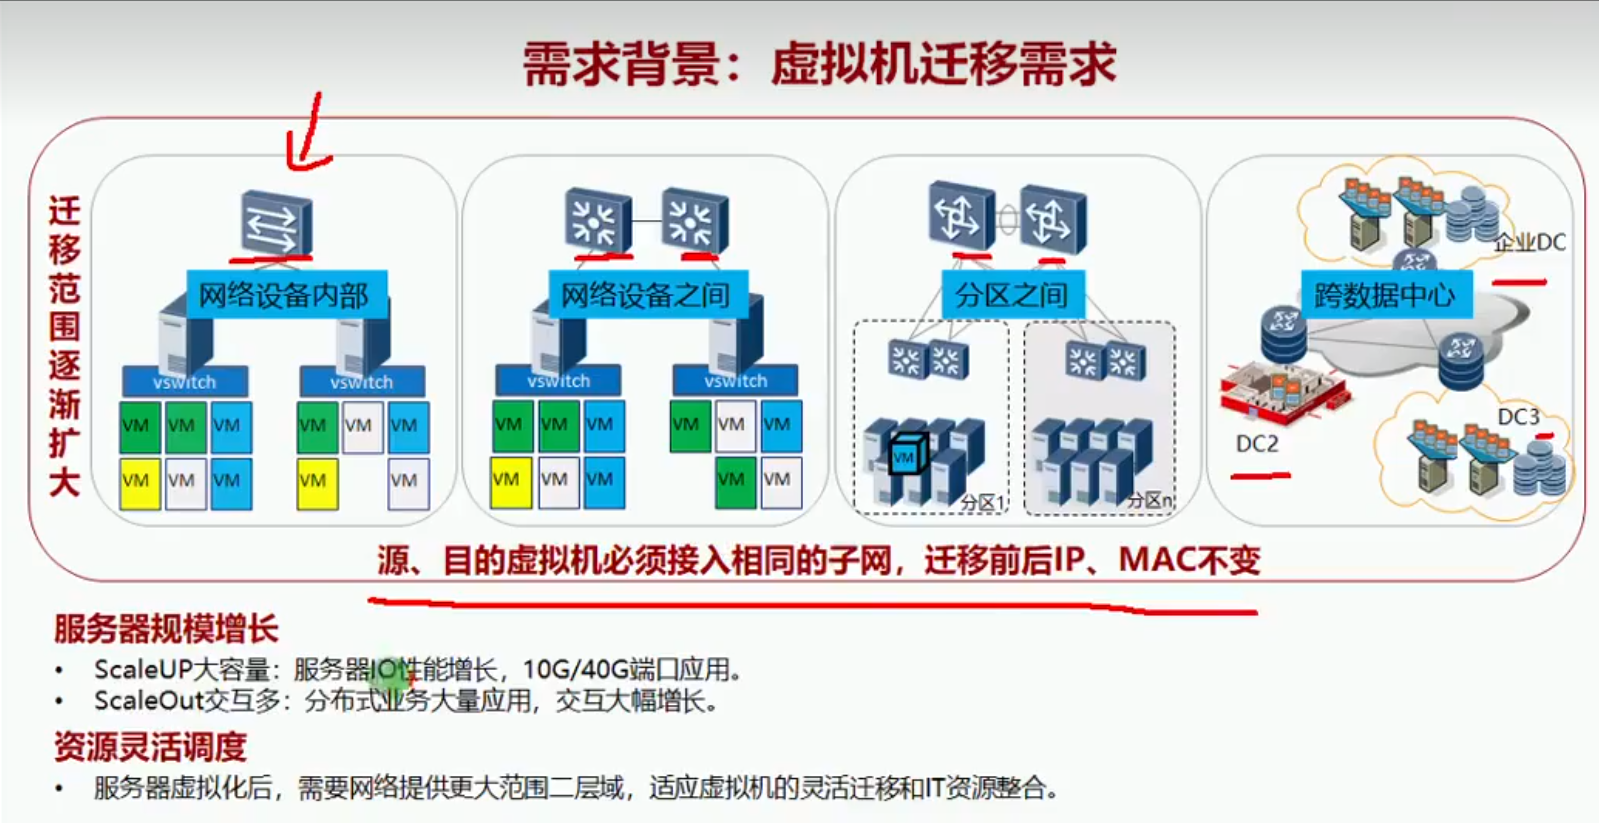 需求背景：虚拟机迁移需求
迁移范围逐渐扩大
网络设备内部
vswitch
vswitch
VM VM VM
VM VM VM
VM VM VM
VM VM
网络设备之间
vswitch
vswitch
VM VM VM
VM VM VM
VM VM VM
VM VM
分区之间
VM
分区1
分区n
企业DC
跨数据中心
DC2
DC3
源、目的虚拟机必须接入相同的子网，迁移前后IP、MAC不变
服务器规模增长
• ScaleUP大容量：服务器IO性能增长，10G/40G端口应用。
• ScaleOut交互多：分布式业务大量应用，交互大幅增长。
资源灵活调度
• 服务器虚拟化后，需要网络提供更大范围二层域，适应虚拟机的灵活迁移和IT资源整合。